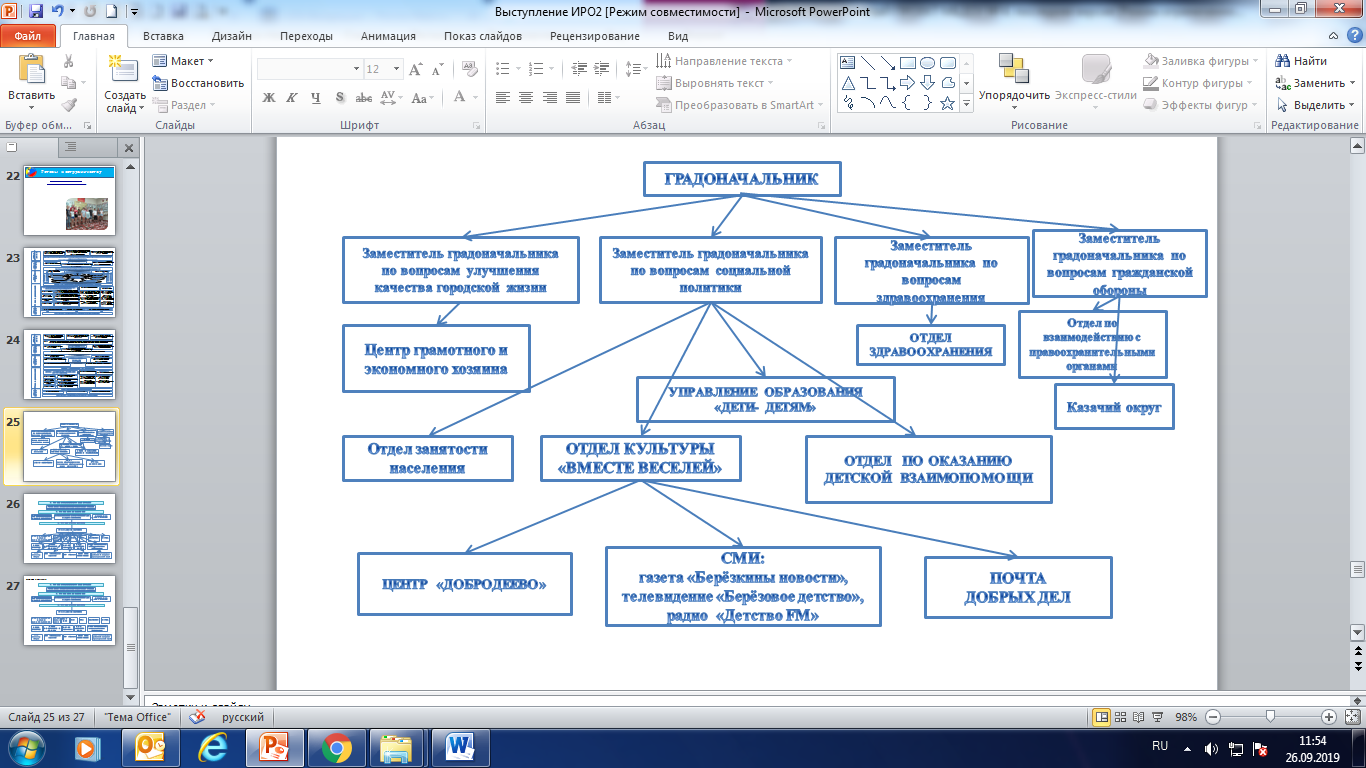 Выступление ИРО2 [Режим совместимости] - Microsoft PowerPoint
Файл Главная Вставка Дизайн Переходы Анимация Показ слайдов Рецензирование Вид
Вставить
Буфер обм...
Создать слайд
Макет
Восстановить
Раздел
Слайды
12
Ж К Ч S abc AV Aa A
Шрифт
Направление текста
Выровнять текст
Преобразовать в SmartArt
Абзац
Упорядочить
Экспресс-стили
Заливка фигуры
Контур фигуры
Эффекты фигур
Рисование
Найти
Заменить
Выделить
Редактирование
22
23
24
25
26
27
ГРАДОНАЧАЛЬНИК
Заместитель градоначальника
по вопросам улучшения
качества городской жизни
Заместитель градоначальника
по вопросам социальной
политики
Заместитель
градоначальника по
вопросам
здравоохранения
Заместитель
градоначальника по
вопросам гражданской
обороны
Центр грамотного и
экономного хозяина
ОТДЕЛ
ЗДРАВООХРАНЕНИЯ
Отдел по
взаимодействию с
правоохранительными
органами
УПРАВЛЕНИЕ ОБРАЗОВАНИЯ
«ДЕТИ- ДЕТЯМ»
Казачий округ
Отдел занятости
населения
ОТДЕЛ КУЛЬТУРЫ
«ВМЕСТЕ ВЕСЕЛЕЙ»
ОТДЕЛ ПО ОКАЗАНИЮ
ДЕТСКОЙ ВЗАИМОПОМОЩИ
ЦЕНТР «ДОБРОДЕЕВО»
СМИ:
газета «Берёзкины новости»,
телевидение «Берёзовое детство»,
радио «Детство FM»
ПОЧТА
ДОБРЫХ ДЕЛ
Слайд 25 из 27 "Тема Office" русский 98%
RU
11:54
26.09.2019